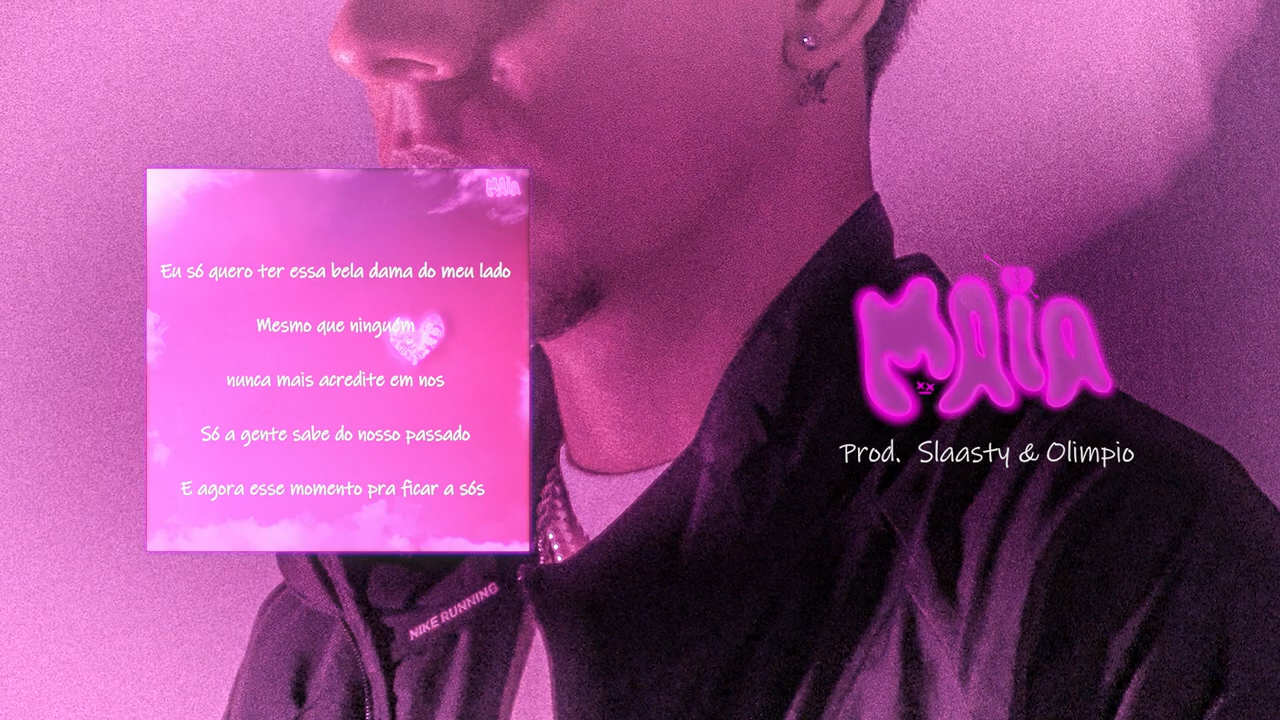 MAIA
Eu só quero ter essa bela dama do meu lado
Mesmo que ninguém
nunca mais acredite em nos
Só a gente sabe do nosso passado
E agora esse momento pra ficar a sós
MAIA
Prod. Slaasty & Olimpio
NIKE RUNNING